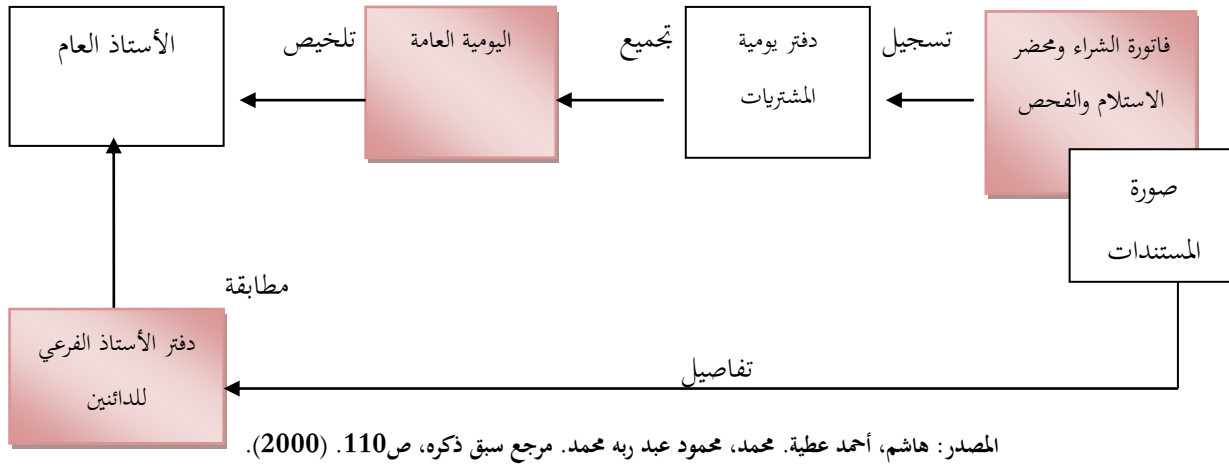 فاتورة الشراء ومحضر
الاستلام والفحص
صورة
المستندات
تسجيل
دفتر يومية
المشتريات
تجميع
اليومية العامة
تلخيص
الأستاذ العام
مطابقة
دفتر الأستاذ الفرعي
للدائنين
تفاصيل
المصدر: هاشم، أحمد عطية. محمد، محمود عبد ربه محمد. مرجع سبق ذكره، ص110. (2000).